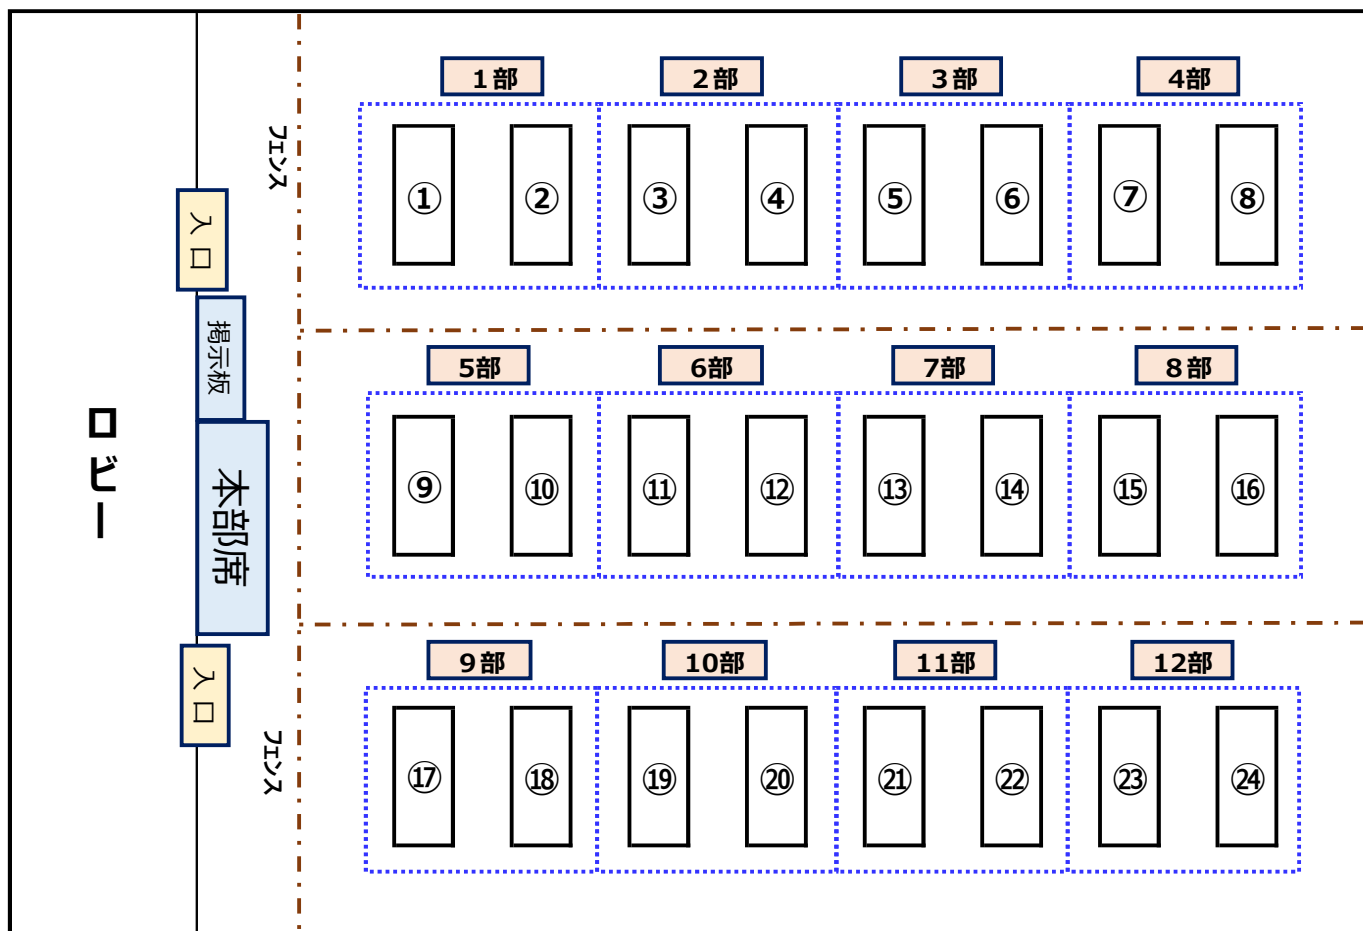 1部
2部
3部
4部
フェンス
①
②
③
④
⑤
⑥
⑦
⑧
入口
掲示板
5部
6部
7部
8部
ロビー
本部席
⑨
⑩
⑪
⑫
⑬
⑭
⑮
⑯
入口
9部
10部
11部
12部
フェンス
⑰
⑱
⑲
⑳
㉑
㉒
㉓
㉔